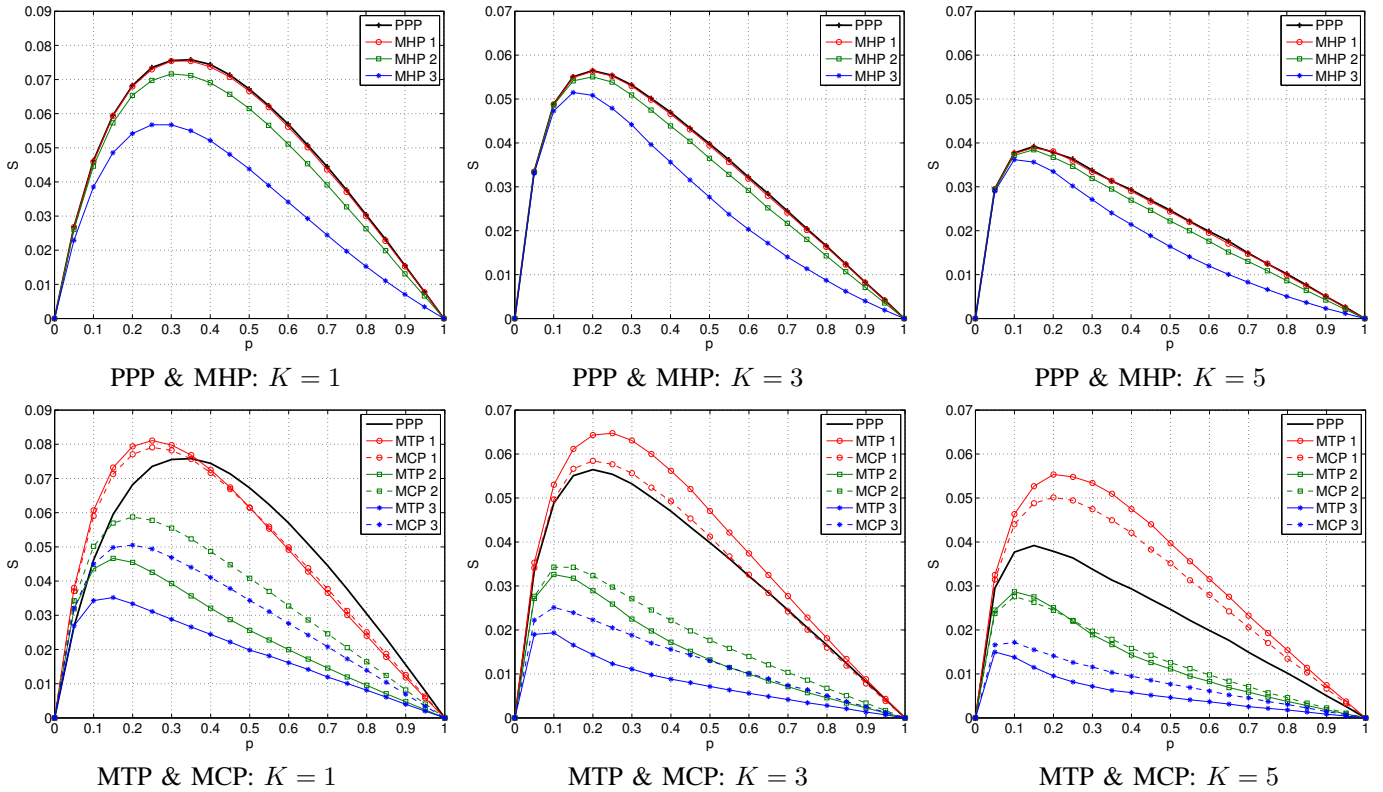 0.09
0.08
0.07
0.06
0.05
0.04
0.03
0.02
0.01
0
S
0 0.1 0.2 0.3 0.4 0.5 0.6 0.7 0.8 0.9 1
p
PPP
MHP 1
MHP 2
MHP 3
PPP & MHP: K = 1
0.07
0.06
0.05
0.04
0.03
0.02
0.01
0
S
0 0.1 0.2 0.3 0.4 0.5 0.6 0.7 0.8 0.9 1
p
PPP
MHP 1
MHP 2
MHP 3
PPP & MHP: K = 3
0.07
0.06
0.05
0.04
0.03
0.02
0.01
0
S
0 0.1 0.2 0.3 0.4 0.5 0.6 0.7 0.8 0.9 1
p
PPP
MHP 1
MHP 2
MHP 3
PPP & MHP: K = 5
0.09
0.08
0.07
0.06
0.05
0.04
0.03
0.02
0.01
0
S
0 0.1 0.2 0.3 0.4 0.5 0.6 0.7 0.8 0.9 1
p
PPP
MTP 1
MCP 1
MTP 2
MCP 2
MTP 3
MCP 3
MTP & MCP: K = 1
0.07
0.06
0.05
0.04
0.03
0.02
0.01
0
S
0 0.1 0.2 0.3 0.4 0.5 0.6 0.7 0.8 0.9 1
p
PPP
MTP 1
MCP 1
MTP 2
MCP 2
MTP 3
MCP 3
MTP & MCP: K = 3
0.07
0.06
0.05
0.04
0.03
0.02
0.01
0
S
0 0.1 0.2 0.3 0.4 0.5 0.6 0.7 0.8 0.9 1
p
PPP
MTP 1
MCP 1
MTP 2
MCP 2
MTP 3
MCP 3
MTP & MCP: K = 5